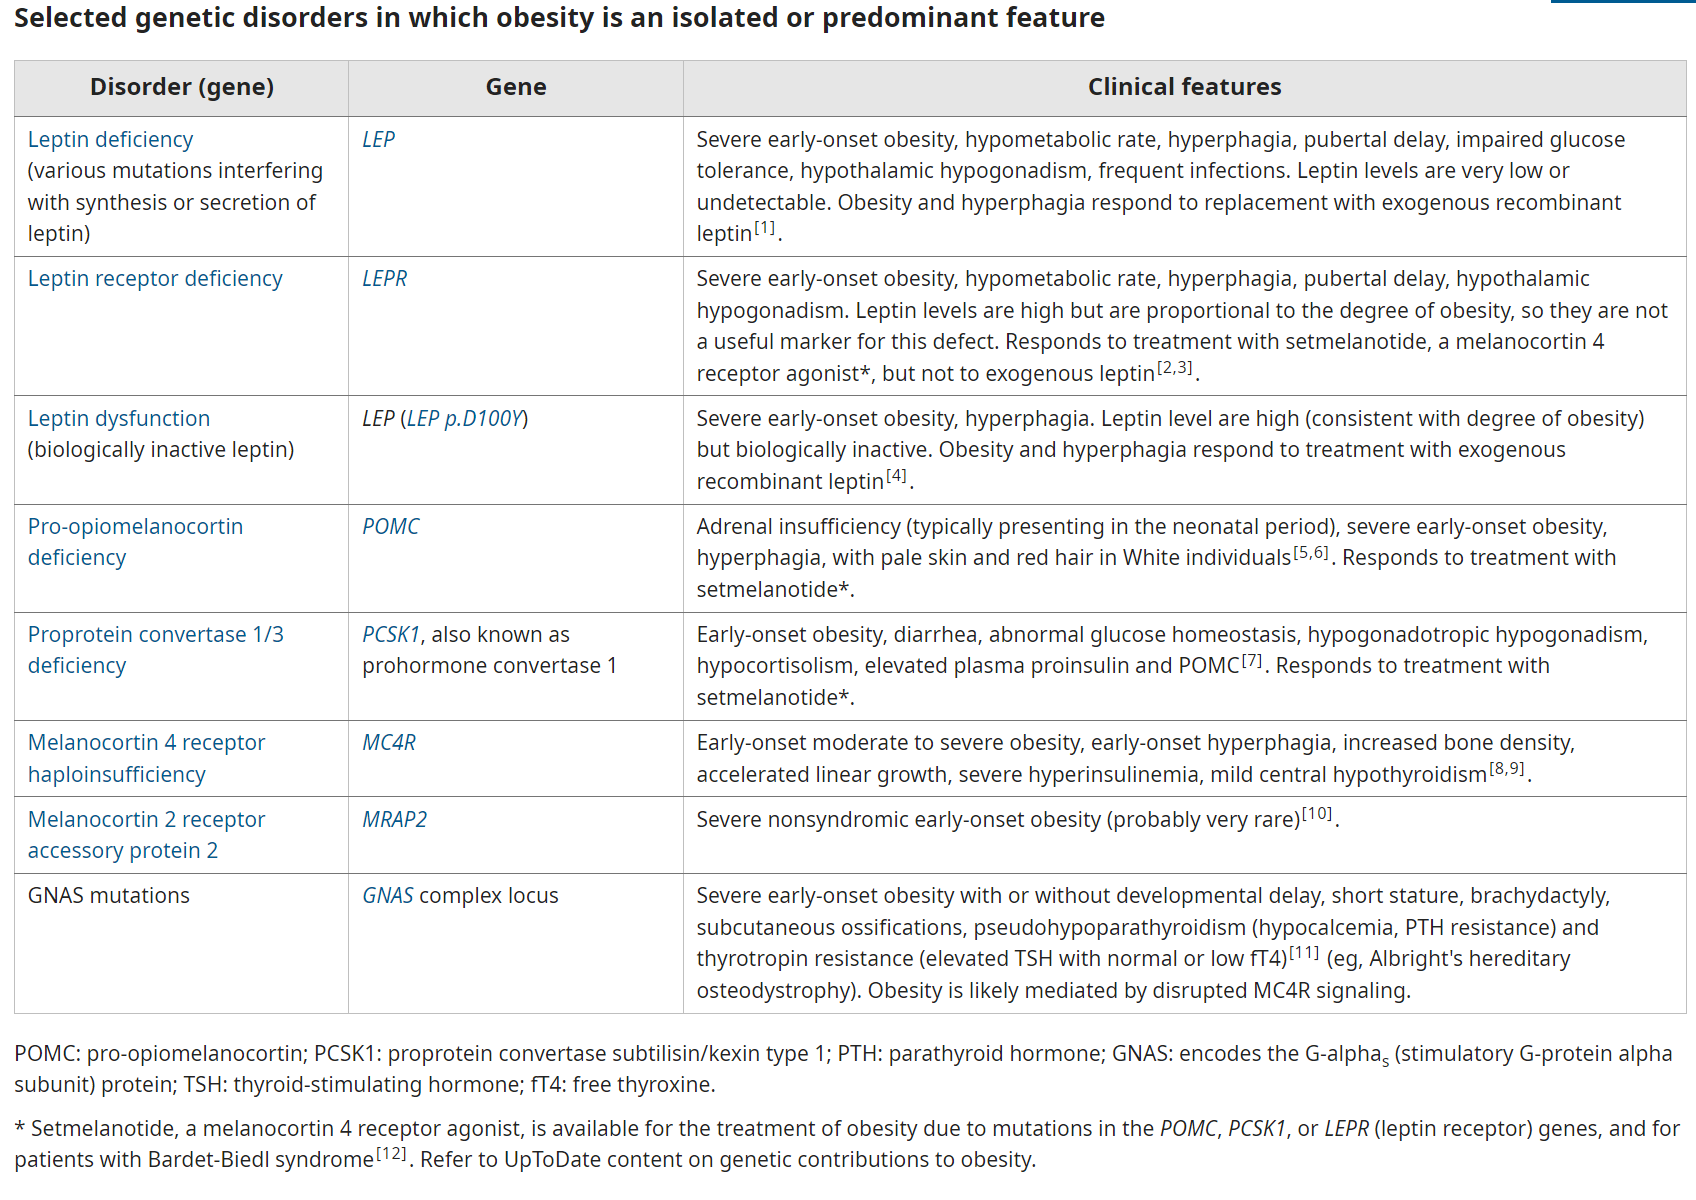 Selected genetic disorders in which obesity is an isolated or predominant feature
Disorder (gene)
Gene
Clinical features
Leptin deficiency
(various mutations interfering
with synthesis or secretion of
leptin)
LEP
Severe early-onset obesity, hypometabolic rate, hyperphagia, pubertal delay, impaired glucose
tolerance, hypothalamic hypogonadism, frequent infections. Leptin levels are very low or
undetectable. Obesity and hyperphagia respond to replacement with exogenous recombinant
leptin[1].
Leptin receptor deficiency
LEPR
Severe early-onset obesity, hypometabolic rate, hyperphagia, pubertal delay, hypothalamic
hypogonadism. Leptin levels are high but are proportional to the degree of obesity, so they are not
a useful marker for this defect. Responds to treatment with setmelanotide, a melanocortin 4
receptor agonist*, but not to exogenous leptin[2,3].
Leptin dysfunction
(biologically inactive leptin)
LEP (LEP p.D100Y)
Severe early-onset obesity, hyperphagia. Leptin level are high (consistent with degree of obesity)
but biologically inactive. Obesity and hyperphagia respond to treatment with exogenous
recombinant leptin[4].
Pro-opiomelanocortin
deficiency
POMC
Adrenal insufficiency (typically presenting in the neonatal period), severe early-onset obesity,
hyperphagia, with pale skin and red hair in White individuals[5,6]. Responds to treatment with
setmelanotide*.
Proprotein convertase 1/3
deficiency
PCSK1, also known as
prohormone convertase 1
Early-onset obesity, diarrhea, abnormal glucose homeostasis, hypogonadotropic hypogonadism,
hypocortisolism, elevated plasma proinsulin and POMC[7]. Responds to treatment with
setmelanotide*.
Melanocortin 4 receptor
haploinsufficiency
MC4R
Early-onset moderate to severe obesity, early-onset hyperphagia, increased bone density,
accelerated linear growth, severe hyperinsulinemia, mild central hypothyroidism[8,9].
Melanocortin 2 receptor
accessory protein 2
MRAP2
Severe nonsyndromic early-onset obesity (probably very rare)[10].
GNAS mutations
GNAS complex locus
Severe early-onset obesity with or without developmental delay, short stature, brachydactyly,
subcutaneous ossifications, pseudohypoparathyroidism (hypocalcemia, PTH resistance) and
thyrotropin resistance (elevated TSH with normal or low fT4)[11] (eg, Albright's hereditary
osteodystrophy). Obesity is likely mediated by disrupted MC4R signaling.
POMC: pro-opiomelanocortin; PCSK1: proprotein convertase subtilisin/kexin type 1; PTH: parathyroid hormone; GNAS: encodes the G-alphas (stimulatory G-protein alpha
subunit) protein; TSH: thyroid-stimulating hormone; fT4: free thyroxine.
* Setmelanotide, a melanocortin 4 receptor agonist, is available for the treatment of obesity due to mutations in the POMC, PCSK1, or LEPR (leptin receptor) genes, and for
patients with Bardet-Biedl syndrome[12]. Refer to UpToDate content on genetic contributions to obesity.